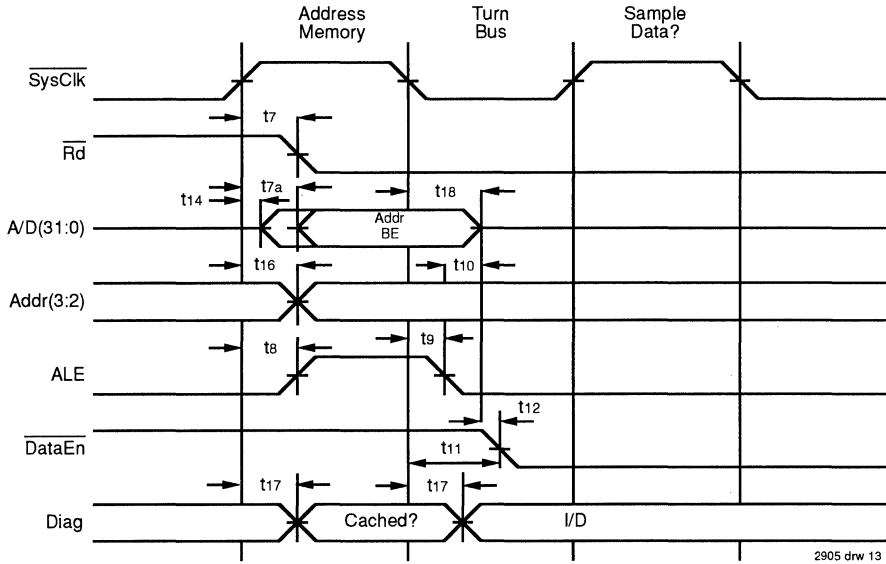 Address
Memory
Turn
Bus
Sample
Data?
SysClk
t7
Rd
t14
t7a
t18
A/D(31:0)
Addr
BE
t16
t10
Addr(3:2)
t8
t9
ALE
t12
DataEn
t11
t17
t17
Diag
Cached?
I/D
2905 drw 13